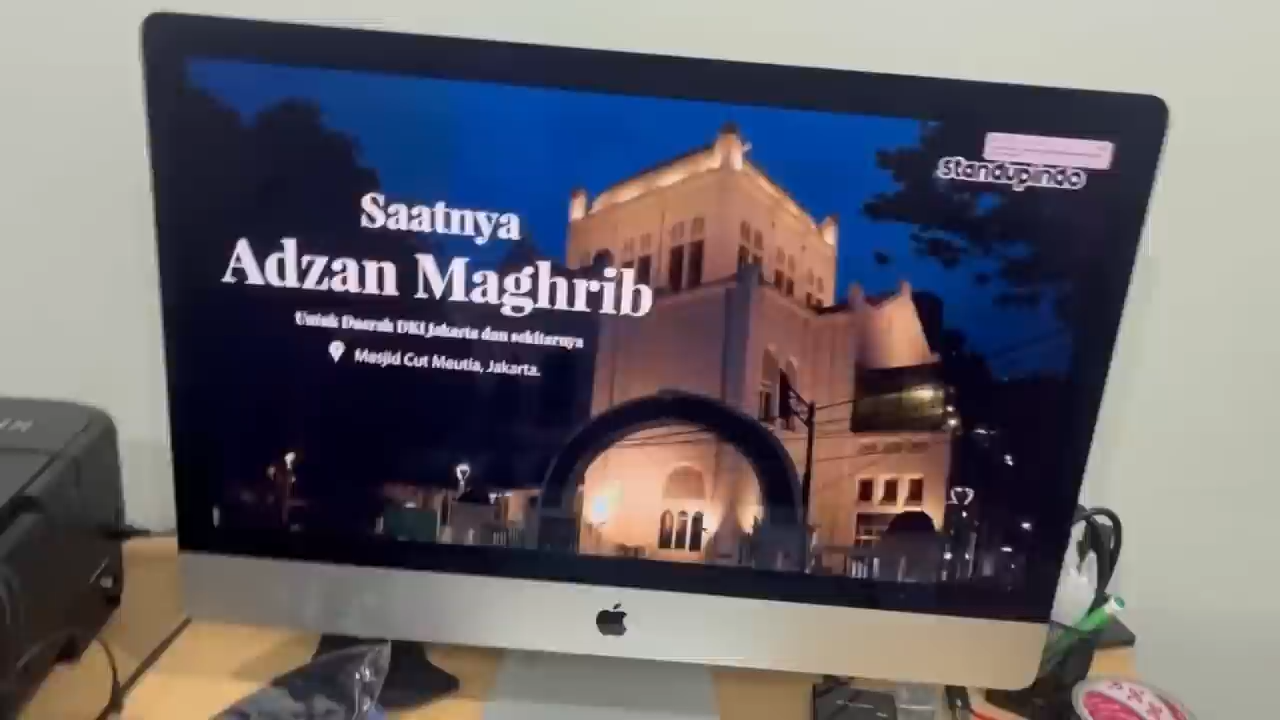 Saatnya
Adzan Maghrib
Untuk Daerah DKI Jakarta dan sekitarnya
Masjid Cut Meutia, Jakarta.
standupindo